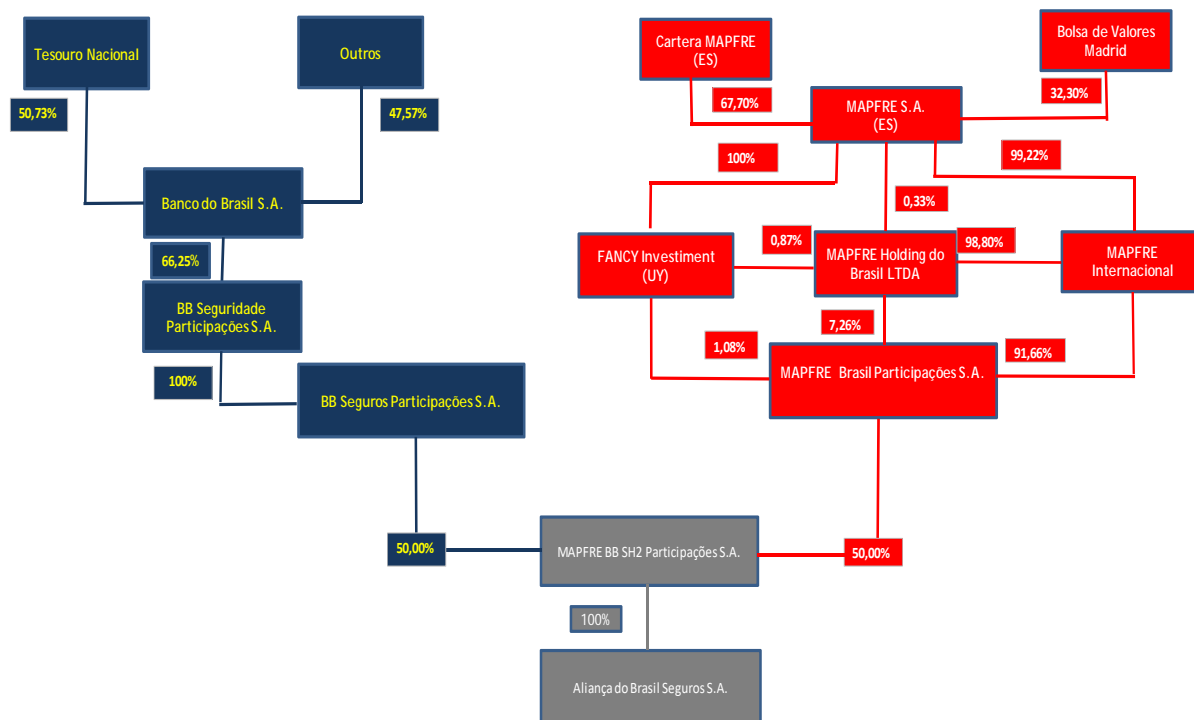 Tesouro Nacional
Outros
50,73%
47,57%
Banco do Brasil S.A.
66,25%
BB Seguridade
Participações S.A.
100%
BB Seguros Participações S.A.
50,00%
Cartera MAPFRE
(ES)
Bolsa de Valores
Madrid
67,70%
32,30%
MAPFRE S.A.
(ES)
100%
99,22%
0,33%
FANCY Investiment
(UY)
0,87%
MAPFRE Holding do
Brasil LTDA
98,80%
MAPFRE
Internacional
1,08%
7,26%
91,66%
MAPFRE Brasil Participações S.A.
50,00%
MAPFRE BB SH2 Participações S.A.
100%
Aliança do Brasil Seguros S.A.